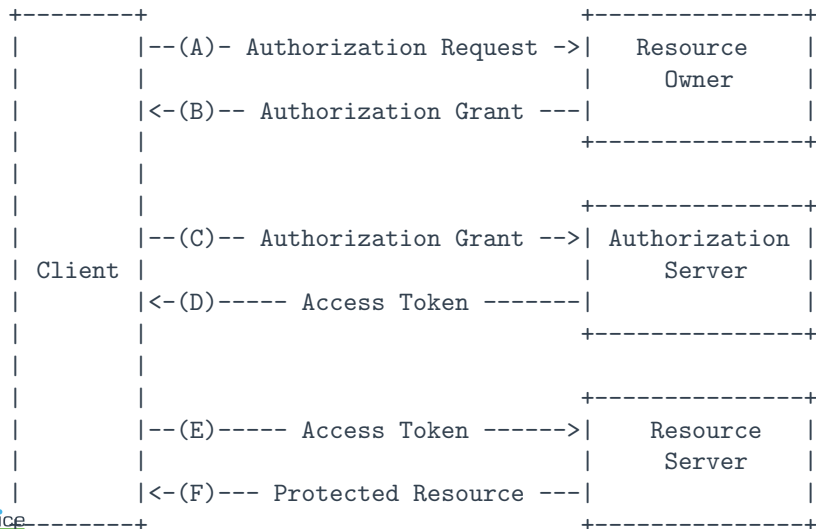 +--------+                               +---------------+
|        |--(A)- Authorization Request ->|   Resource    |
|        |                               |     Owner     |
|        |<-(B)-- Authorization Grant ---|               |
|        |                               +---------------+
|        |
|        |                               +---------------+
|        |--(C)-- Authorization Grant -->| Authorization |
| Client |                               |     Server    |
|        |<-(D)----- Access Token -------|               |
|        |                               +---------------+
|        |
|        |                               +---------------+
|        |--(E)----- Access Token ------>|    Resource   |
|        |                               |     Server    |
|        |<-(F)--- Protected Resource ---|               |
+--------+                               +---------------+